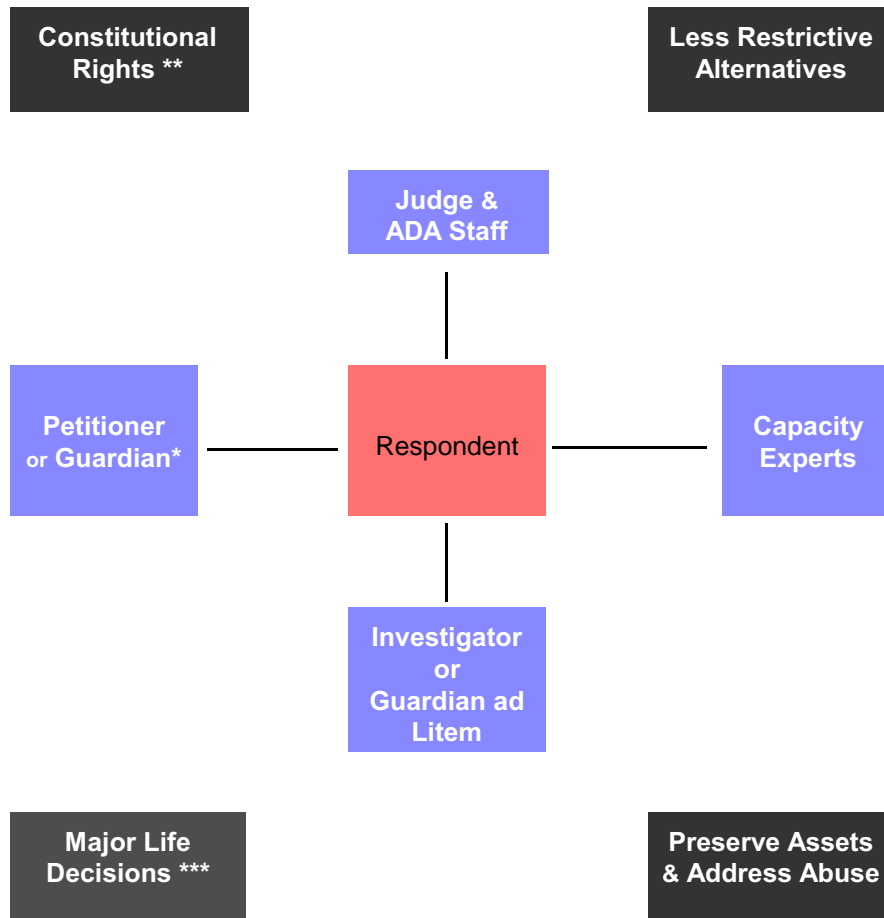 Constitutional
Rights **
Less Restrictive
Alternatives
Judge &
ADA Staff
Petitioner
or Guardian*
Respondent
Capacity
Experts
Investigator
or
Guardian ad
Litem
Major Life
Decisions ***
Preserve Assets
& Address Abuse